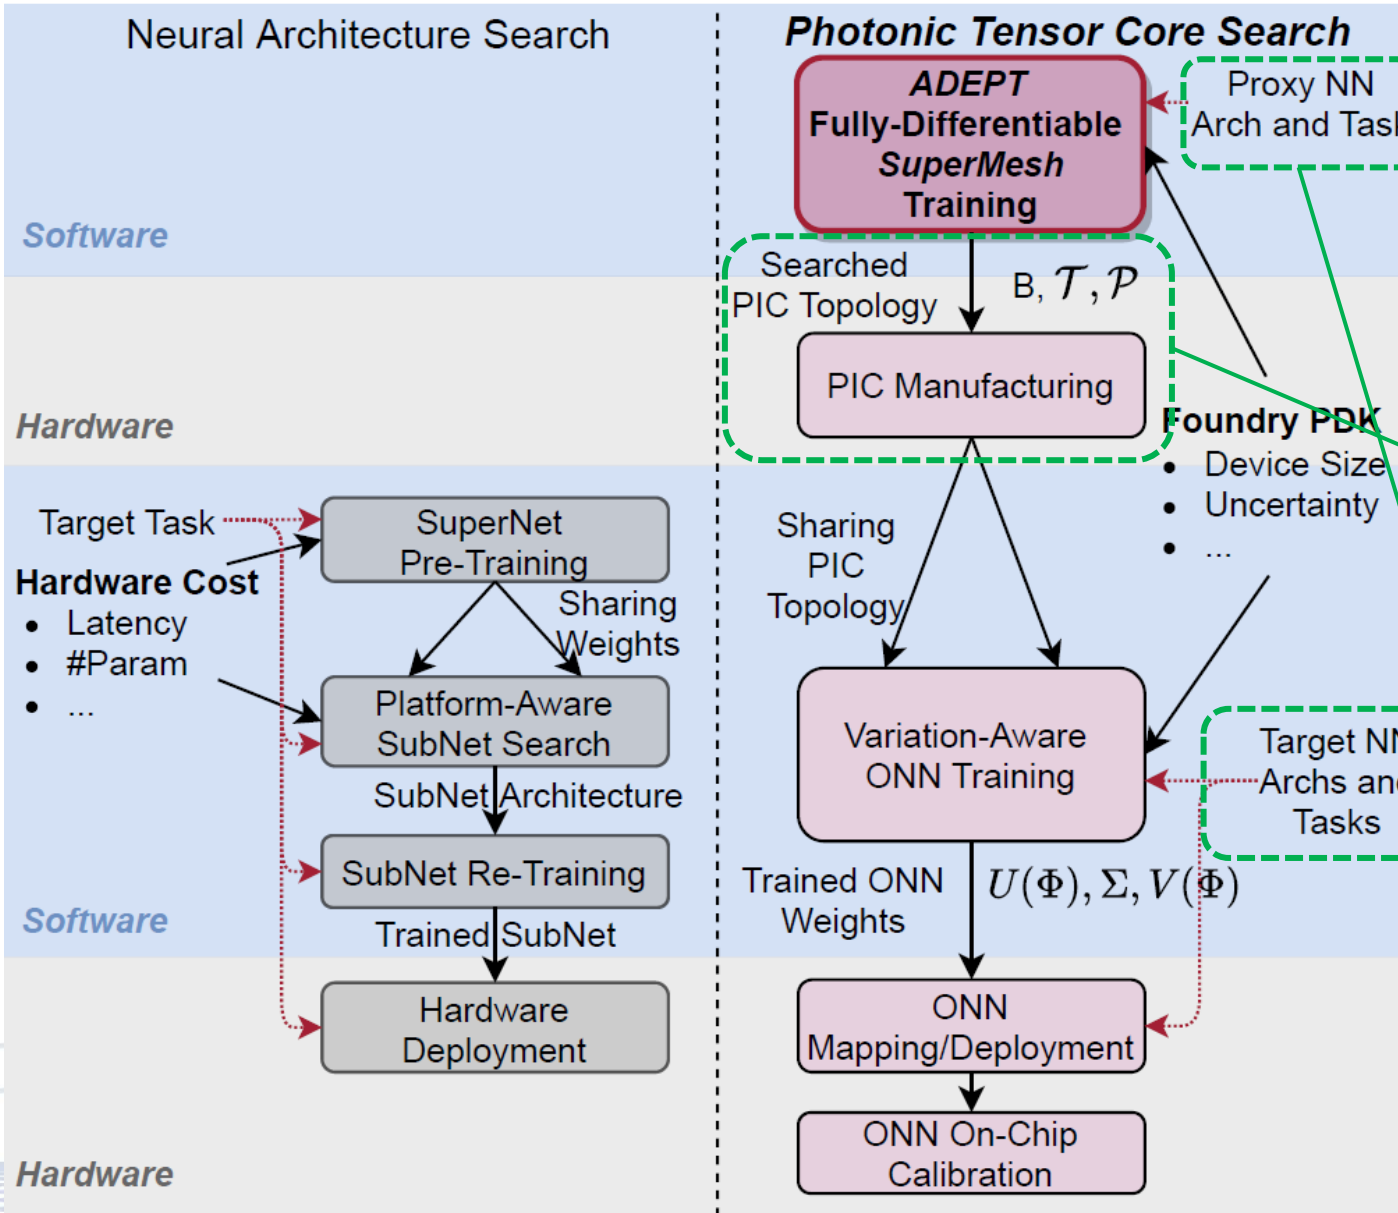 Neural Architecture Search
Software
Hardware
Target Task
Hardware Cost
• Latency
• #Param
• ...
SuperNet
Pre-Training
Sharing
Weights
Platform-Aware
SubNet Search
SubNet Architecture
SubNet Re-Training
Trained SubNet
Software
Hardware
Deployment
Hardware
Photonic Tensor Core Search
ADEPT
Fully-Differentiable
SuperMesh
Training
Proxy NN
Arch and Task
Searched
PIC Topology
B, 𝒯, 𝒫
PIC Manufacturing
Foundry PDK
• Device Size
• Uncertainty
• ...
Sharing
PIC
Topology
Variation-Aware
ONN Training
Target NN
Archs and
Tasks
Trained ONN
Weights
U(Φ), Σ, V(Φ)
ONN
Mapping/Deployment
ONN On-Chip
Calibration